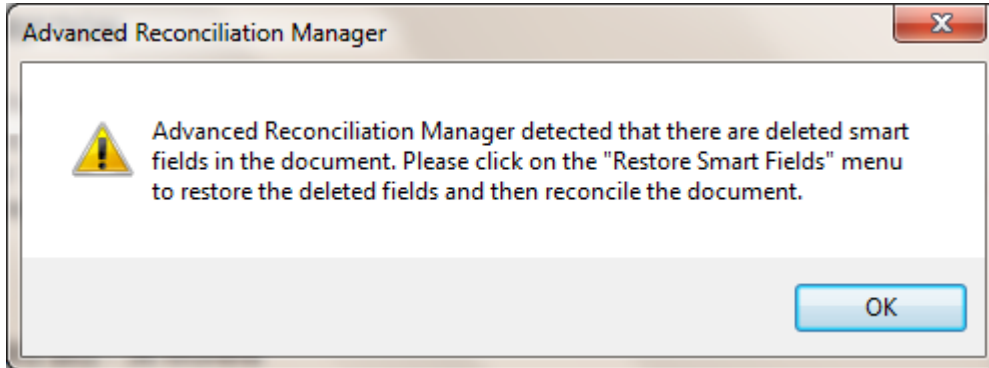 Advanced Reconciliation Manager
Advanced Reconciliation Manager detected that there are deleted smart
fields in the document. Please click on the "Restore Smart Fields" menu
to restore the deleted fields and then reconcile the document.
OK